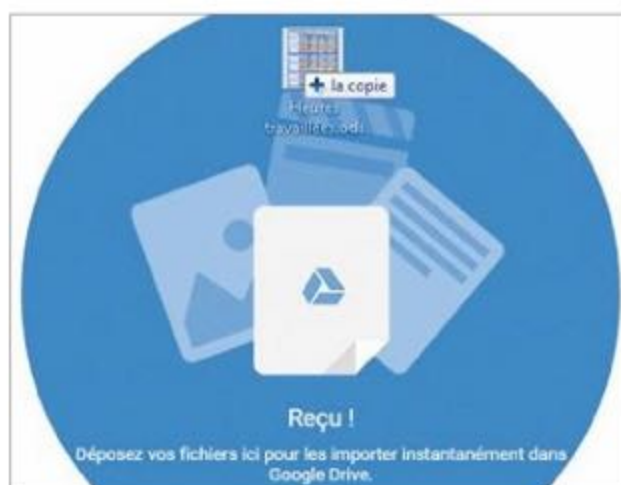 + la copie
Heures
travaillées.ods
Reçu !
Déposez vos fichiers ici pour les importer instantanément dans
Google Drive.